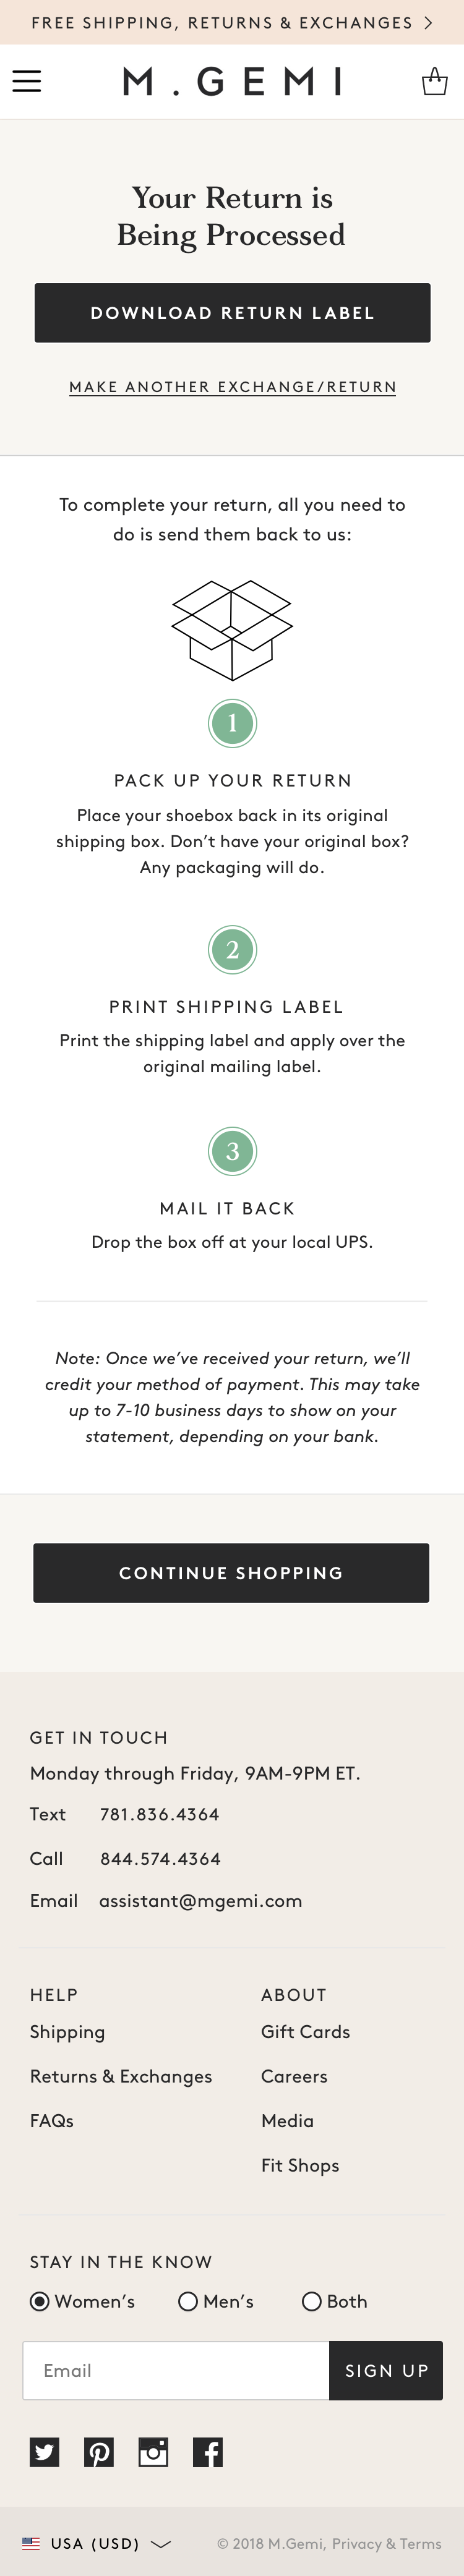 FREE SHIPPING, RETURNS & EXCHANGES
M.GEMI
Your Return is
Being Processed
DOWNLOAD RETURN LABEL
MAKE ANOTHER EXCHANGE/RETURN
To complete your return, all you need to
do is send them back to us:
1
PACK UP YOUR RETURN
Place your shoebox back in its original
shipping box. Don’t have your original box?
Any packaging will do.
2
PRINT SHIPPING LABEL
Print the shipping label and apply over the
original mailing label.
3
MAIL IT BACK
Drop the box off at your local UPS.
Note: Once we’ve received your return, we’ll
credit your method of payment. This may take
up to 7-10 business days to show on your
statement, depending on your bank.
CONTINUE SHOPPING
GET IN TOUCH
Monday through Friday, 9AM-9PM ET.
Text 781.836.4364
Call 844.574.4364
Email assistant@mgemi.com
HELP
Shipping
Returns & Exchanges
FAQs
ABOUT
Gift Cards
Careers
Media
Fit Shops
STAY IN THE KNOW
Women’s Men’s Both
Email SIGN UP
USA (USD) © 2018 M.Gemi, Privacy & Terms